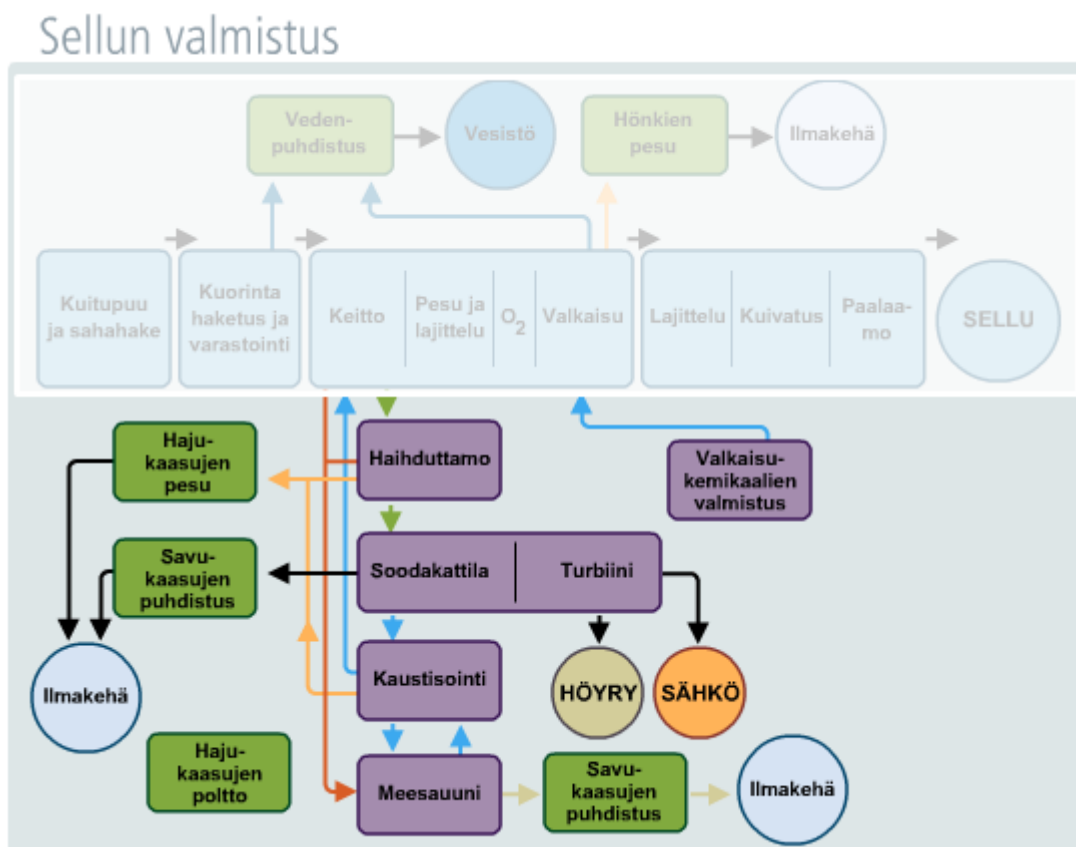 Sellun valmistus
Veden-
puhdistus
Vesistö
Hönkien
pesu
Ilmakehä
Kuitupuu
ja sahahake
Kuorinta
haketus ja
varastointi
Keitto
Pesu ja
lajittelu
O2
Valkaisu
Lajittelu
Kuivatus
Paalaa-
mo
SELLU
Haju-
kaasujen
pesu
Haihduttamo
Valkaisu-
kemikaalien
valmistus
Savu-
kaasujen
puhdistus
Soodakattila
Turbiini
Ilmakehä
Kaustisointi
HÖYRY
SÄHKÖ
Haju-
kaasujen
poltto
Meesauuni
Savu-
kaasujen
puhdistus
Ilmakehä